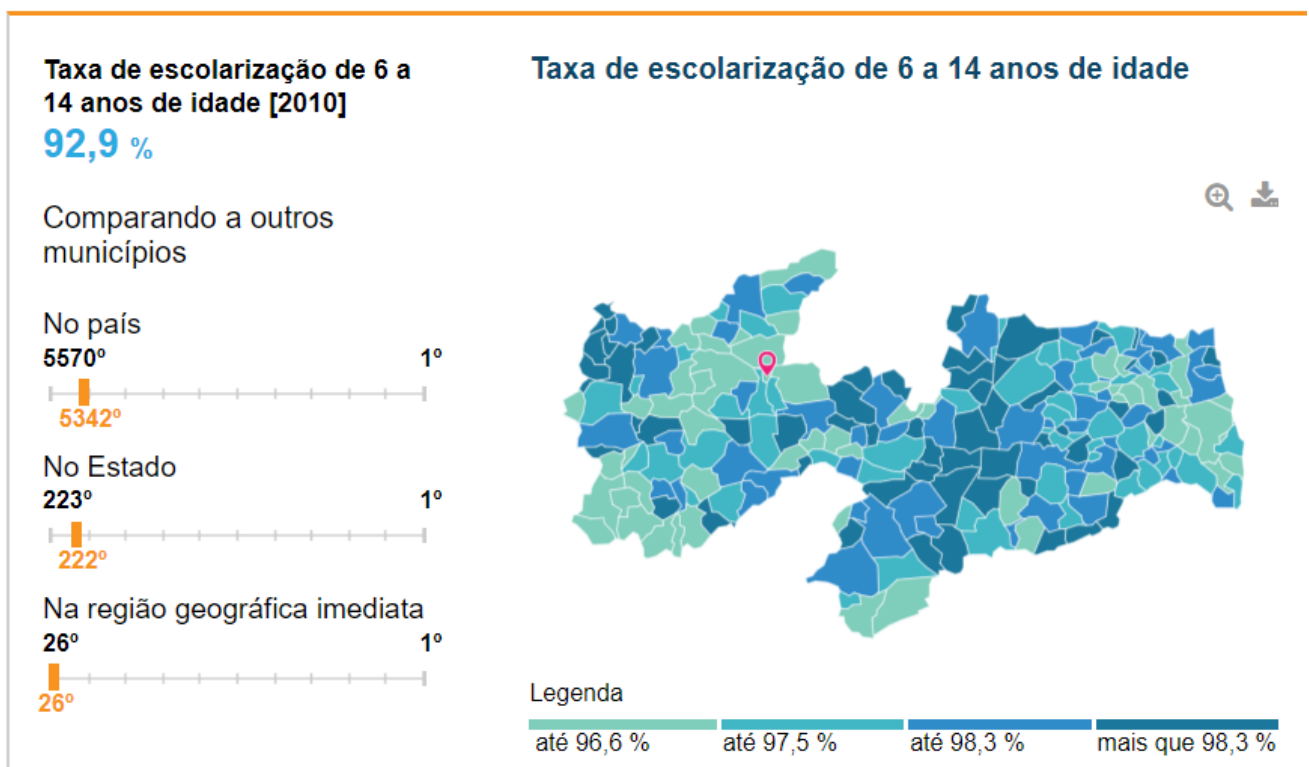 Taxa de escolarização de 6 a
14 anos de idade [2010]
92,9 %
Comparando a outros
municípios
No país
5570º 1º
5342º
No Estado
223º 1º
222º
Na região geográfica imediata
26º 1º
26º
Taxa de escolarização de 6 a 14 anos de idade
Legenda
até 96,6 % até 97,5 % até 98,3 % mais que 98,3 %